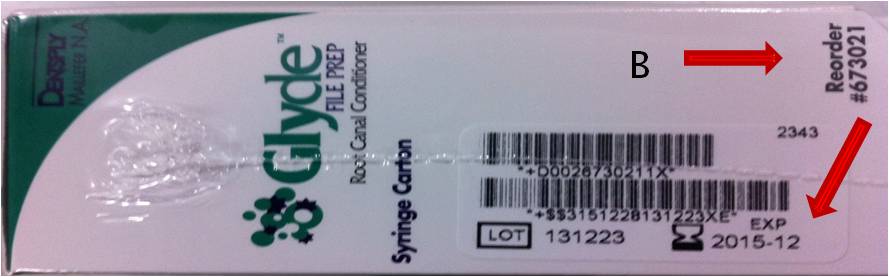 DENSPLY
MAILLEFER N.A.
Glyde™
FILE PREP
Root Canal Conditioner
Syringe Carton
B
Reorder
#673021
2343
*+D0026730211X*
*+$$3151228131223XE*
LOT 131223
EXP
2015-12